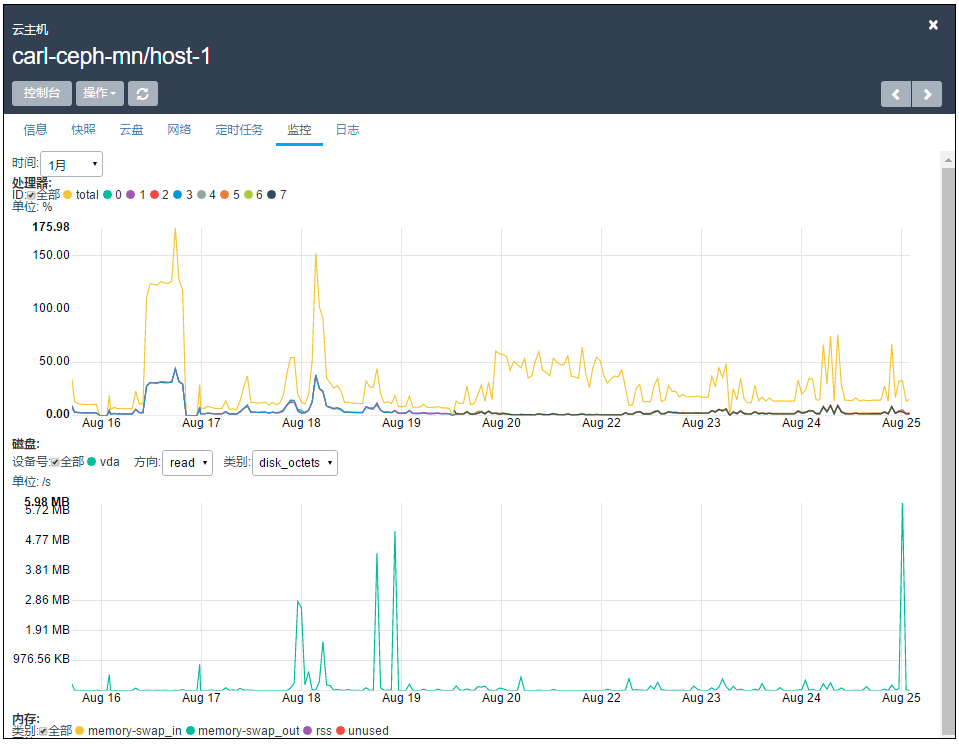 云主机
carl-ceph-mn/host-1
控制台 操作
信息 快照 云盘 网络 定时任务 监控 日志
时间: 1月
处理器:
ID: 全部 total 0 1 2 3 4 5 6 7
单位: %
175.98
150.00
100.00
50.00
0.00
Aug 16 Aug 17 Aug 18 Aug 19 Aug 20 Aug 22 Aug 23 Aug 24 Aug 25
磁盘:
设备号: 全部 vda 方向: read 类别: disk_octets
单位: /s
5.98 MB
5.72 MB
4.77 MB
3.81 MB
2.86 MB
1.91 MB
976.56 KB
Aug 16 Aug 17 Aug 18 Aug 19 Aug 20 Aug 22 Aug 23 Aug 24 Aug 25
内存:
类别: 全部 memory-swap_in memory-swap_out rss unused